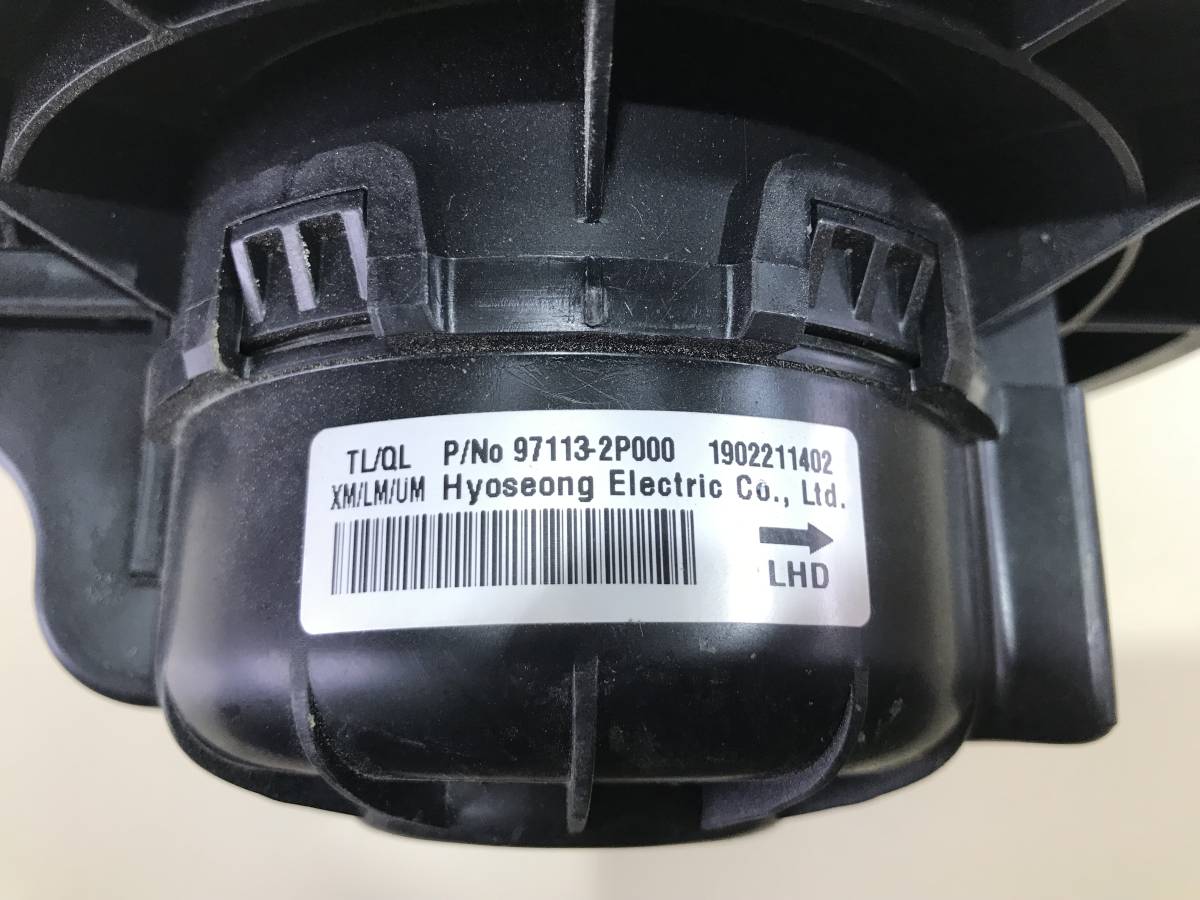 TL/QL P/No 97113-2P000 1902211402
XM/LM/UM Hyoseong Electric Co., Ltd.
LHD